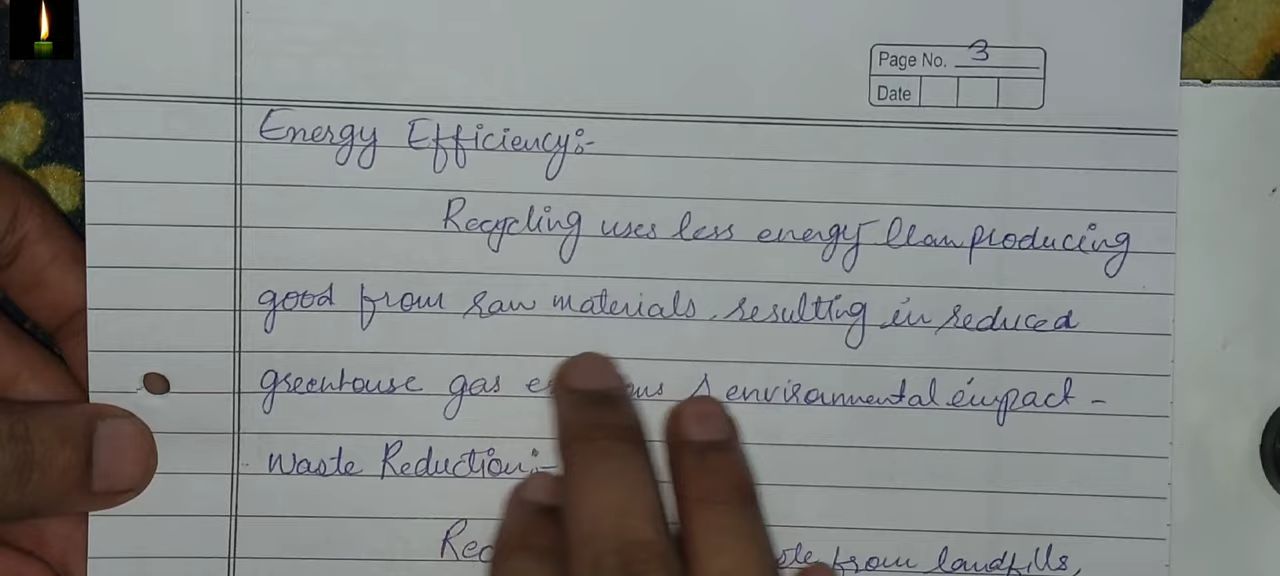 Page No. 3
Date
Energy Efficiency:-
Recycling uses less energy than producing
good from raw materials, resulting in reduced
greenhouse gas & environmental impact -
Waste Reduction:-
from landfills,